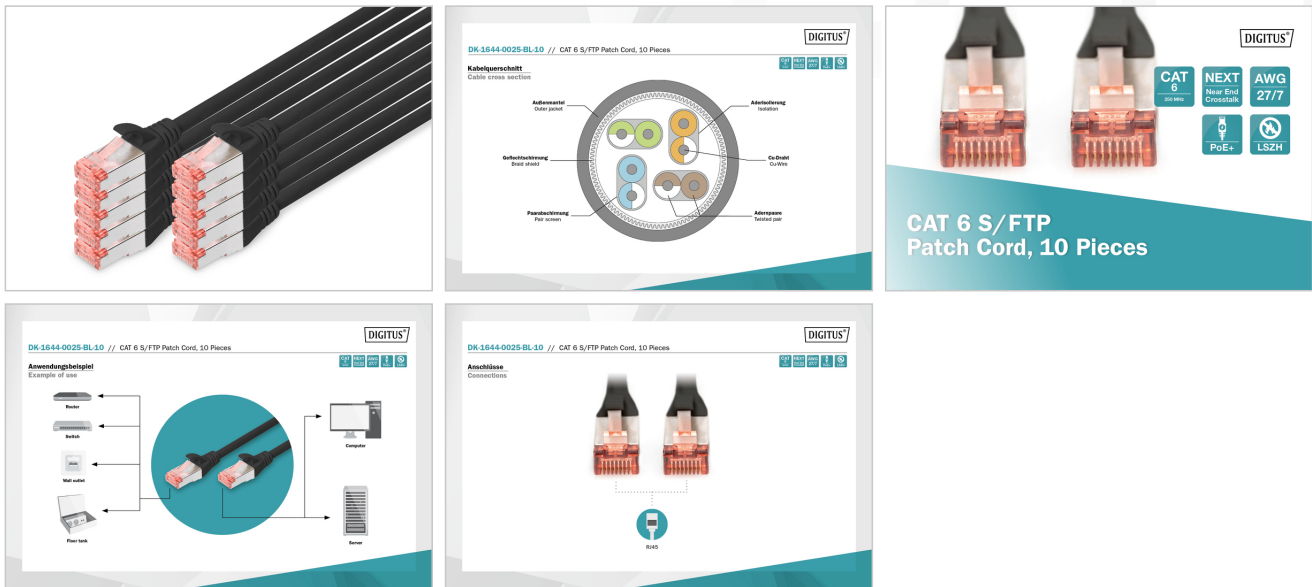 DIGITUS®
DK-1644-0025-BL-10 // CAT 6 S/FTP Patch Cord, 10 Pieces
Kabelquerschnitt
Cable cross section
Außenmantel
Outer jacket
Aderisolierung
Isolation
Geflechtschirmung
Braid shield
Cu-Draht
Cu-Wire
Paarabschirmung
Pair screen
Adernpaare
Twisted pair
DIGITUS®
CAT
6
250 MHz
NEXT
Near End
Crosstalk
AWG
27/7
PoE+
LSZH
CAT 6 S/FTP
Patch Cord, 10 Pieces
DIGITUS®
DK-1644-0025-BL-10 // CAT 6 S/FTP Patch Cord, 10 Pieces
Anwendungsbeispiel
Example of use
Router
Switch
Wall outlet
Floor tank
Computer
Server
DIGITUS®
DK-1644-0025-BL-10 // CAT 6 S/FTP Patch Cord, 10 Pieces
Anschlüsse
Connections
RJ45